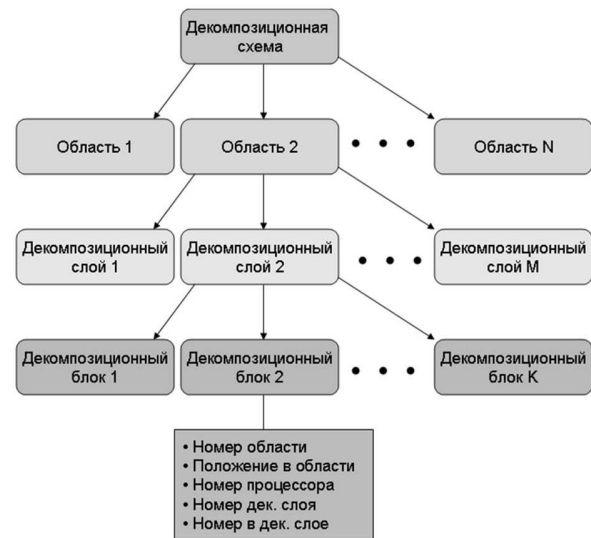 Декомпозиционная
схема
Область 1
Область 2
Область N
Декомпозиционный
слой 1
Декомпозиционный
слой 2
Декомпозиционный
слой M
Декомпозиционный
блок 1
Декомпозиционный
блок 2
Декомпозиционный
блок K
• Номер области
• Положение в области
• Номер процессора
• Номер дек. слоя
• Номер в дек. слое